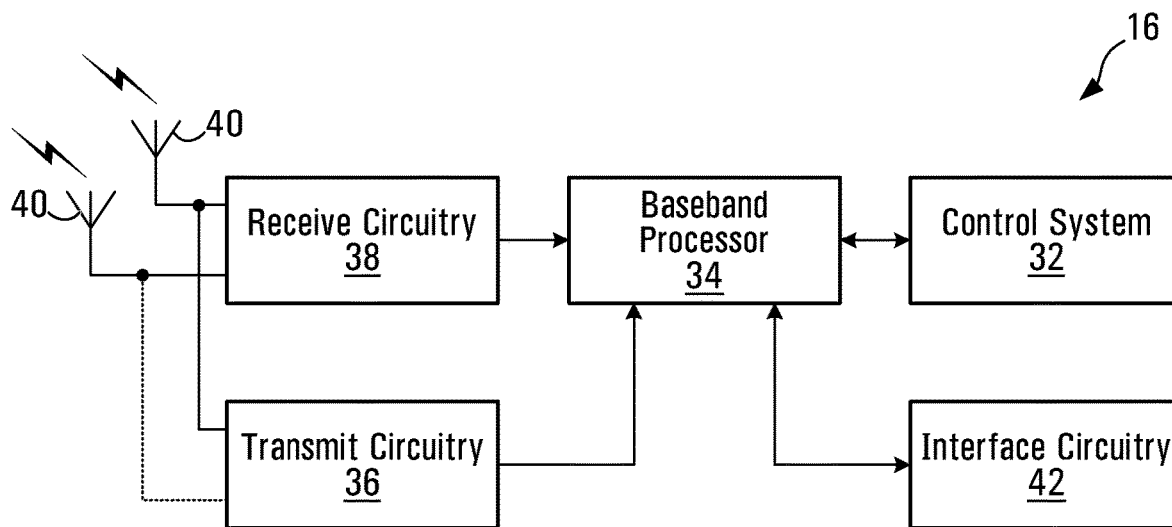 16
40
40
Receive Circuitry
38
Baseband
Processor
34
Control System
32
Transmit Circuitry
36
Interface Circuitry
42